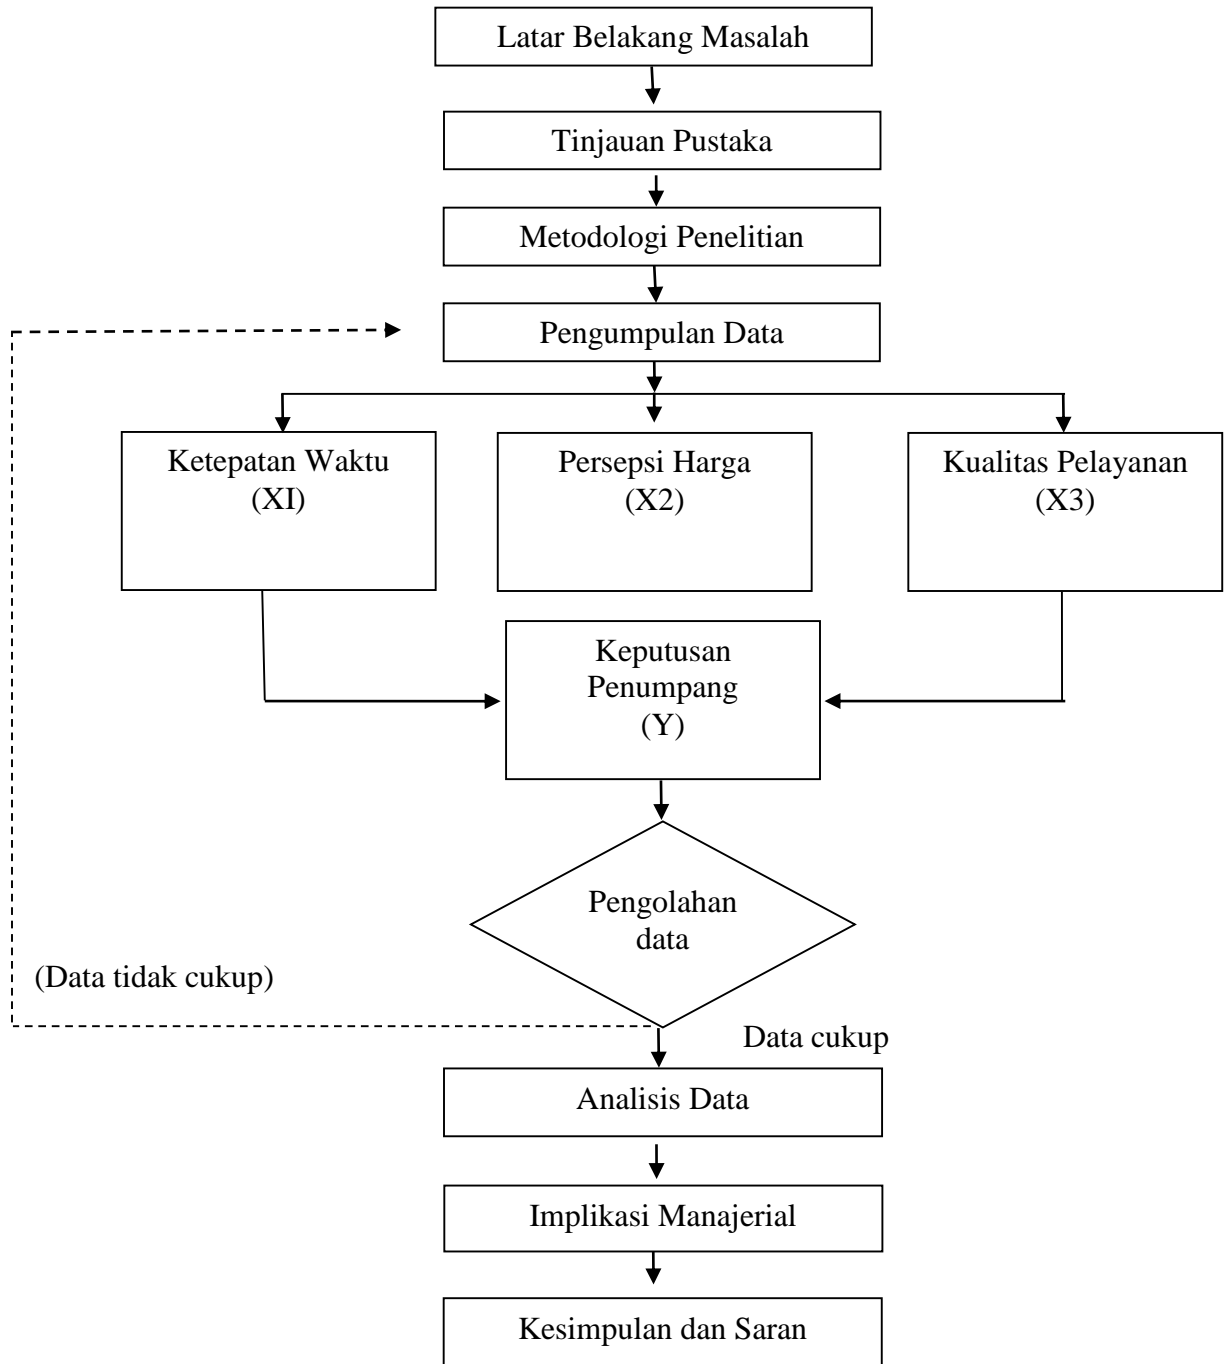 Latar Belakang Masalah
Tinjauan Pustaka
Metodologi Penelitian
Pengumpulan Data
Ketepatan Waktu
(XI)
Persepsi Harga
(X2)
Kualitas Pelayanan
(X3)
Keputusan
Penumpang
(Y)
Pengolahan
data
(Data tidak cukup)
Data cukup
Analisis Data
Implikasi Manajerial
Kesimpulan dan Saran